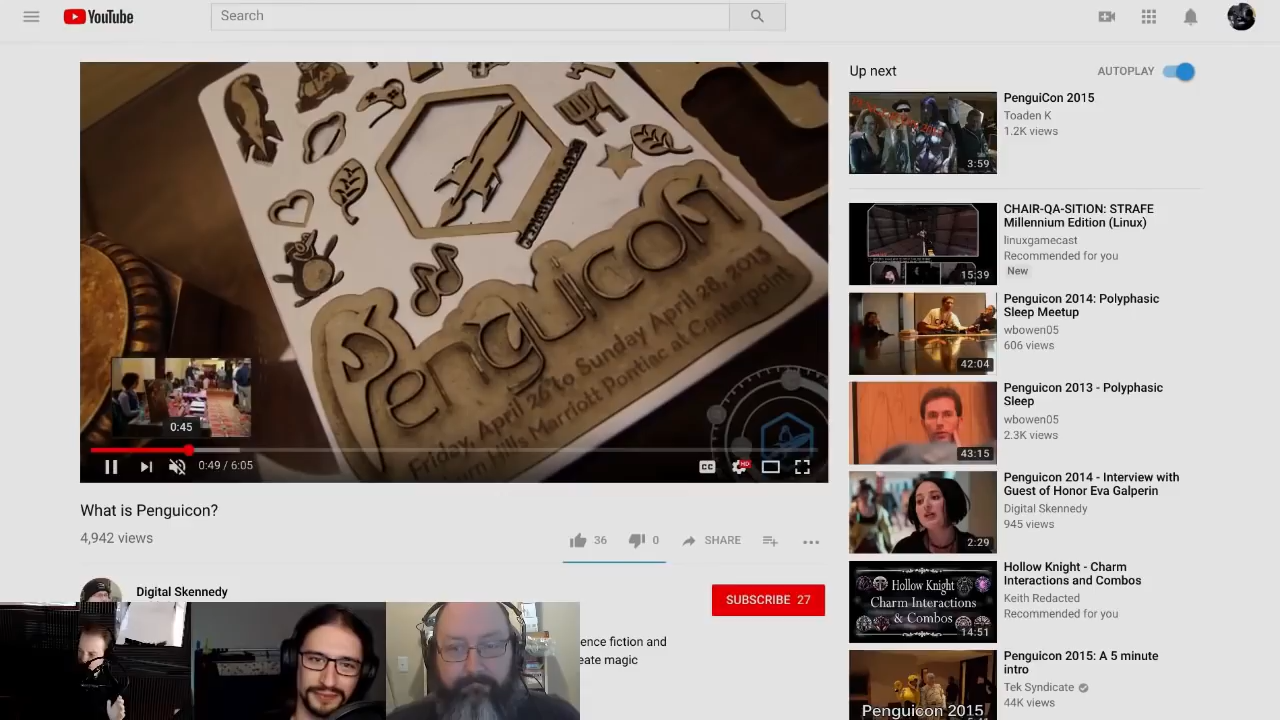 YouTube
Search
Penguicon
Friday, April 26 to Sunday April 28, 2013
Marriott Pontiac at Centerpoint
0:45
0:49 / 6:05
CC
HD
What is Penguicon?
4,942 views
36
0
SHARE
Digital Skennedy
SUBSCRIBE 27
ence fiction and
eate magic
Up next
AUTOPLAY
3:59
PenguiCon 2015
Toaden K
1.2K views
15:39
CHAIR-QA-SITION: STRAFE
Millennium Edition (Linux)
linuxgamecast
Recommended for you
New
42:04
Penguicon 2014: Polyphasic
Sleep Meetup
wbowen05
606 views
43:15
Penguicon 2013 - Polyphasic
Sleep
wbowen05
2.3K views
2:29
Penguicon 2014 - Interview with
Guest of Honor Eva Galperin
Digital Skennedy
945 views
Hollow Knight
Charm Interactions
& Combos
14:51
Hollow Knight - Charm
Interactions and Combos
Keith Redacted
Recommended for you
Penguicon 2015
Penguicon 2015: A 5 minute
intro
Tek Syndicate
44K views